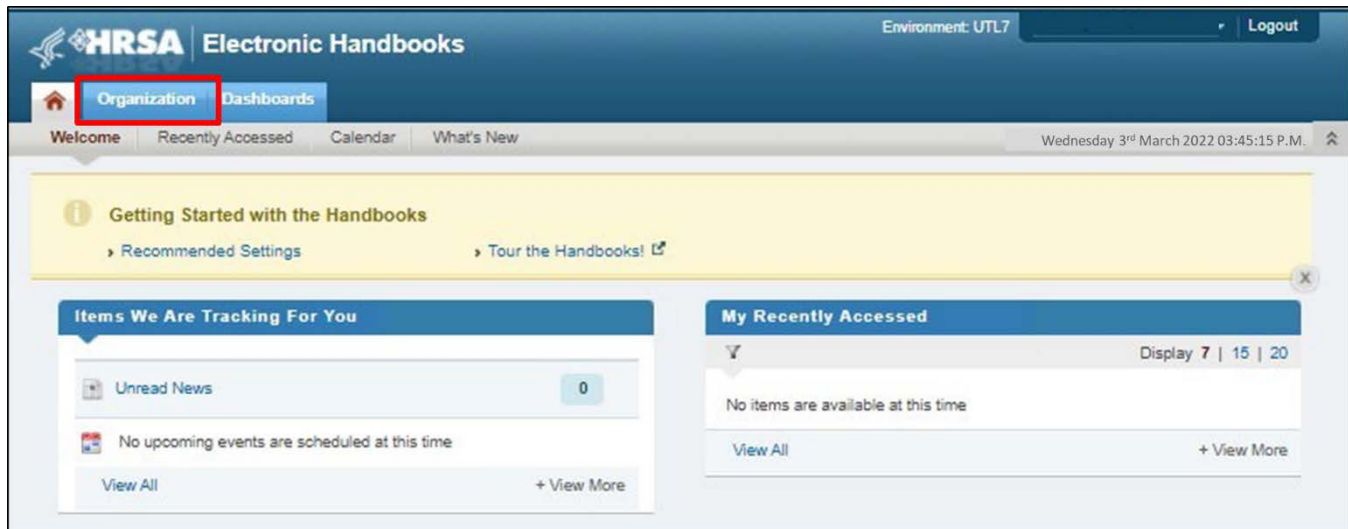 Environment: UTL7
Logout
HRSA Electronic Handbooks
Organization Dashboards
Welcome Recently Accessed Calendar What's New
Wednesday 3rd March 2022 03:45:15 P.M.
Getting Started with the Handbooks
Recommended Settings
Tour the Handbooks!
X
Items We Are Tracking For You
Unread News 0
No upcoming events are scheduled at this time
View All + View More
My Recently Accessed
Display 7 | 15 | 20
No items are available at this time
View All + View More